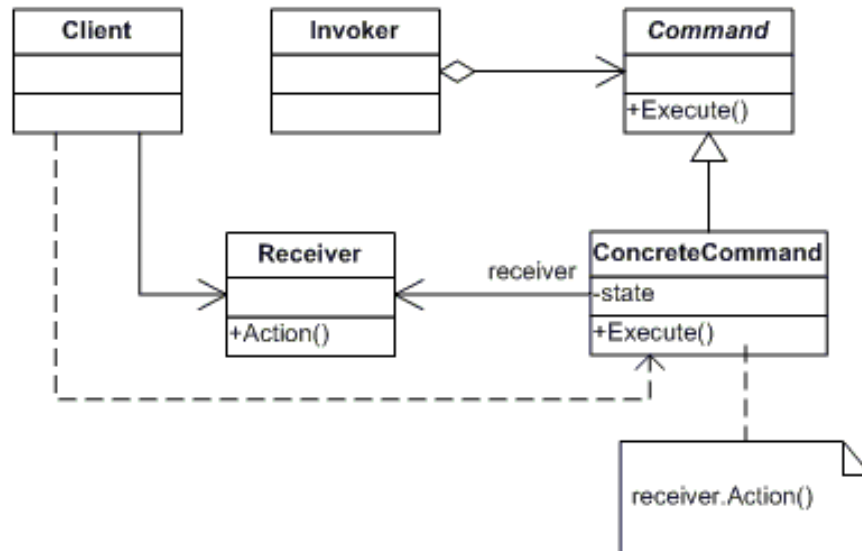 Client
Invoker
Command
+Execute()
Receiver
+Action()
receiver
ConcreteCommand
-state
+Execute()
receiver.Action()